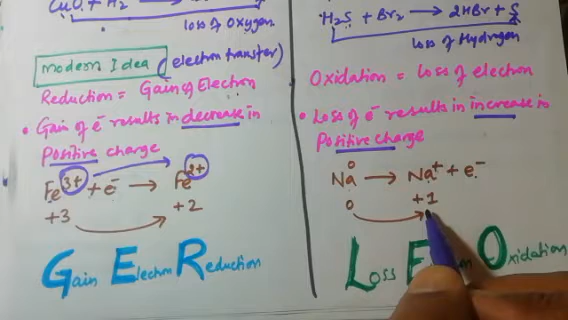 CuO + H₂ →
loss of Oxygen
Modern Idea (electron transfer)
Reduction = Gain of Electron
• Gain of e⁻ results in decrease in
Positive charge
Fe³⁺ + e⁻ → Fe²⁺
+3 +2
Gain Electron Reduction
H₂S + Br₂ → 2HBr + S
loss of Hydrogen
Oxidation = Loss of electron
• Loss of e⁻ results in increase in
Positive charge
Na⁰ → Na⁺ + e⁻
0 +1
Loss Oxidation